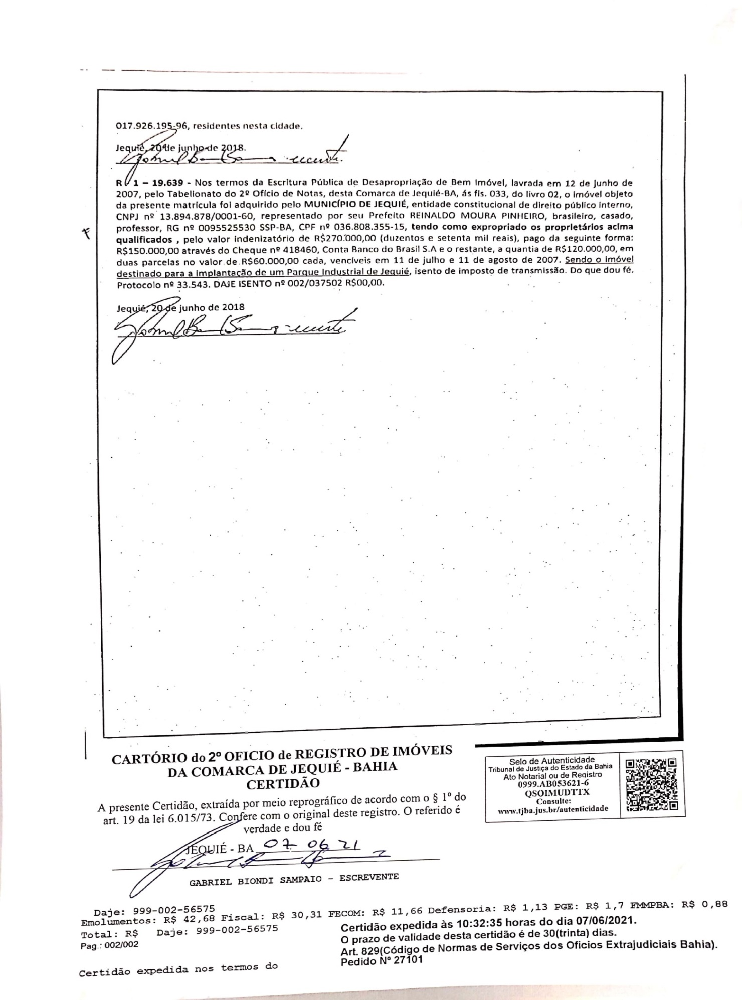 017.926.195-96, residentes nesta cidade.
Jequié, 20 de junho de 2018.
R 1 – 19.639 - Nos termos da Escritura Pública de Desapropriação de Bem Imóvel, lavrada em 12 de Junho de
2007, pelo Tabelionato do 2º Ofício de Notas, desta Comarca de Jequié-BA, ás fls. 033, do livro 02, o imóvel objeto
da presente matrícula foi adquirido pelo MUNICÍPIO DE JEQUIÉ, entidade constitucional de direito público interno,
CNPJ nº 13.894.878/0001-60, representado por seu Prefeito REINALDO MOURA PINHEIRO, brasileiro, casado,
professor, RG nº 0095525530 SSP-BA, CPF nº 036.808.355-15, tendo como expropriado os proprietários acima
qualificados , pelo valor indenizatório de R$270.000,00 (duzentos e setenta mil reais), pago da seguinte forma:
R$150.000,00 através do Cheque nº 418460, Conta Banco do Brasil S.A e o restante, a quantia de R$120.000,00, em
duas parcelas no valor de R$60.000,00 cada, vencíveis em 11 de julho e 11 de agosto de 2007. Sendo o imóvel
destinado para a implantação de um Parque Industrial de Jequié, isento de imposto de transmissão. Do que dou fé.
Protocolo nº 33.543. DAJE ISENTO nº 002/037502 R$00,00.
Jequié, 20 de junho de 2018
CARTÓRIO do 2º OFICIO de REGISTRO DE IMÓVEIS
DA COMARCA DE JEQUIÉ - BAHIA
CERTIDÃO
A presente Certidão, extraída por meio reprográfico de acordo com o § 1º do
art. 19 da lei 6.015/73. Confere com o original deste registro. O referido é
verdade e dou fé
JEQUIÉ - BA 07 06 21
GABRIEL BIONDI SAMPAIO - ESCREVENTE
Selo de Autenticidade
Tribunal de Justiça do Estado da Bahia
Ato Notarial ou de Registro
0999.AB053621-6
QSOIMUDTTX
Consulte:
www.tjba.jus.br/autenticidade
Daje: 999-002-56575
Emolumentos: R$ 42,68 Fiscal: R$ 30,31 FECOM: R$ 11,66 Defensoria: R$ 1,13 PGE: R$ 1,7 FMMPBA: R$ 0,88
Total: R$ Daje: 999-002-56575
Pag.: 002/002
Certidão expedida às 10:32:35 horas do dia 07/06/2021.
O prazo de validade desta certidão é de 30(trinta) dias.
Art. 829(Código de Normas de Serviços dos Oficios Extrajudiciais Bahia).
Pedido Nº 27101
Certidão expedida nos termos do